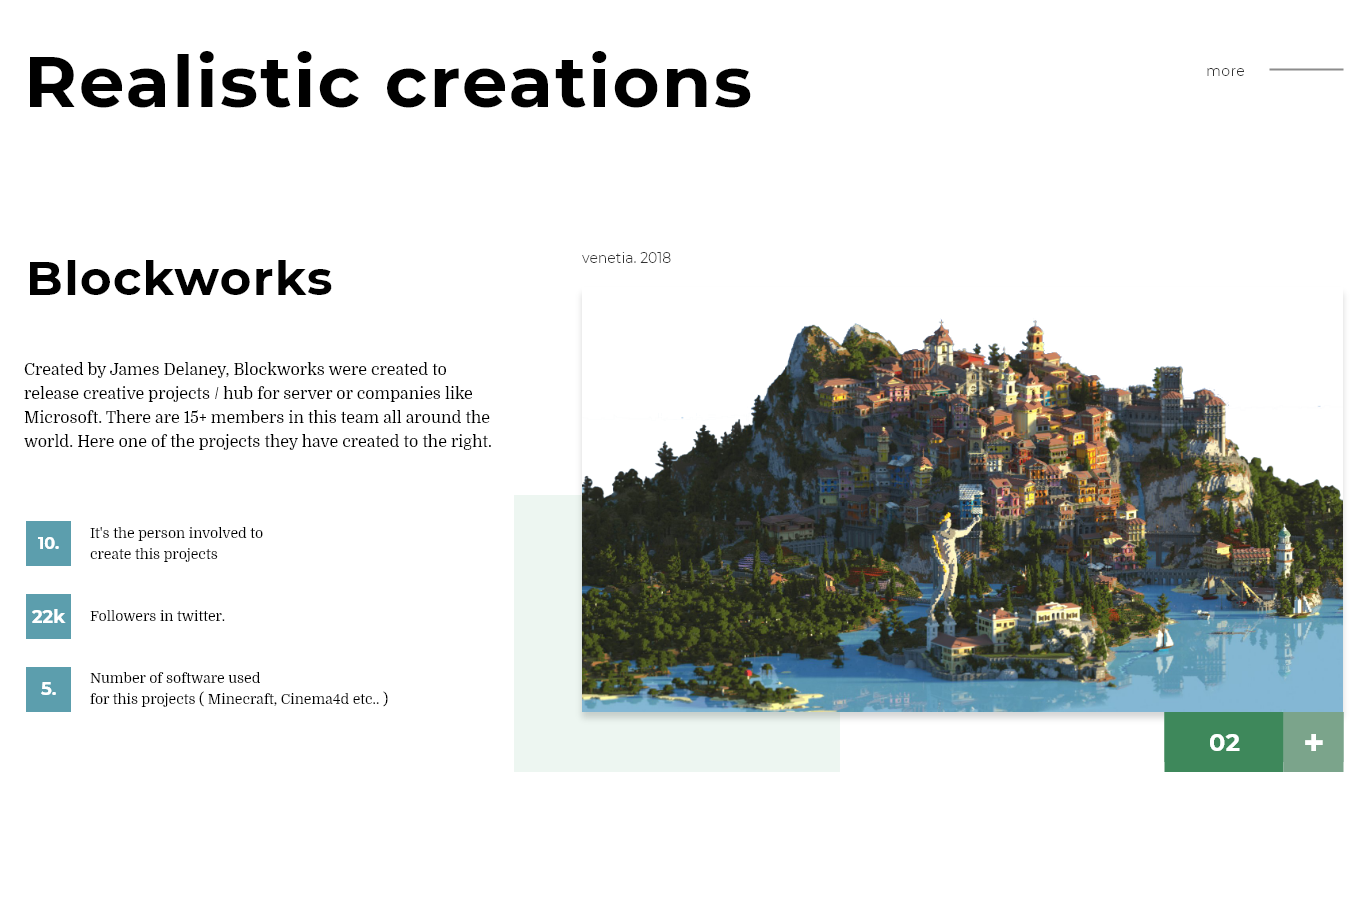 Realistic creations
more
Blockworks
venetia. 2018
Created by James Delaney, Blockworks were created to
release creative projects / hub for server or companies like
Microsoft. There are 15+ members in this team all around the
world. Here one of the projects they have created to the right.
10.
It's the person involved to
create this projects
22k
Followers in twitter.
5.
Number of software used
for this projects ( Minecraft, Cinema4d etc.. )
02
+